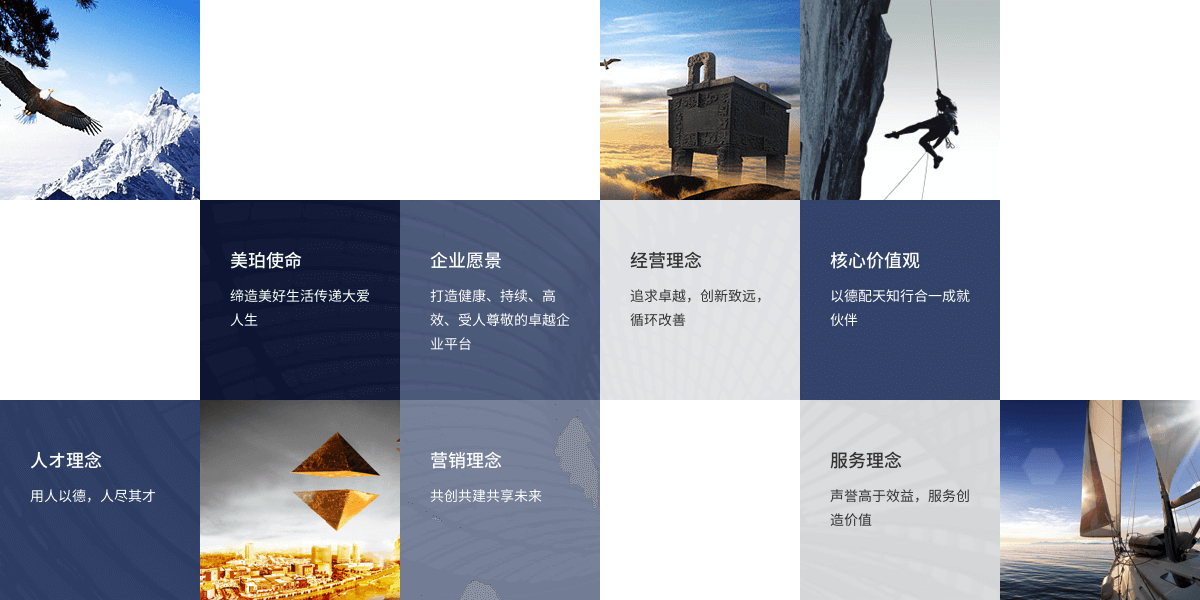 美珀使命
缔造美好生活传递大爱
人生
企业愿景
打造健康、持续、高
效、受人尊敬的卓越企
业平台
经营理念
追求卓越，创新致远，
循环改善
核心价值观
以德配天知行合一成就
伙伴
人才理念
用人以德，人尽其才
营销理念
共创共建共享未来
服务理念
声誉高于效益，服务创
造价值